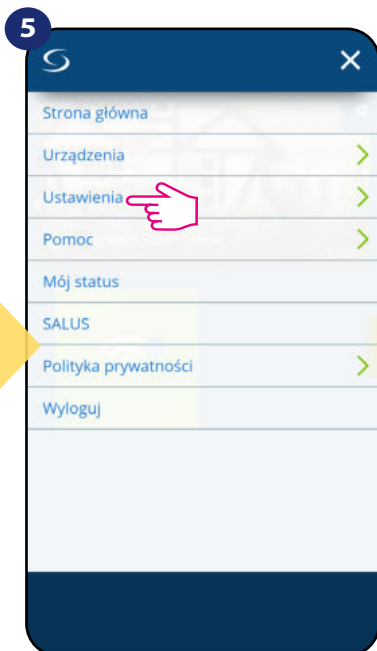 5
Strona główna
Urządzenia
Ustawienia
Pomoc
Mój status
SALUS
Polityka prywatności
Wyloguj